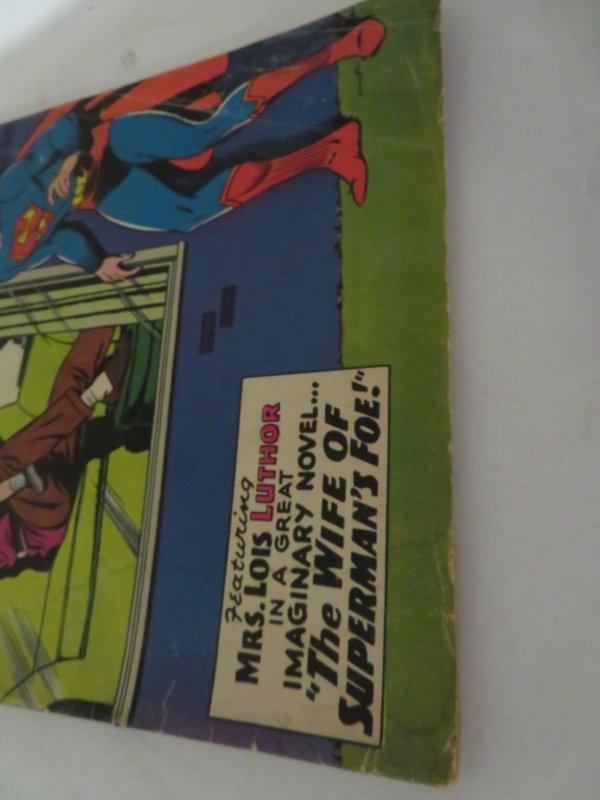 Featuring
MRS. LOIS LUTHOR
IN A GREAT
IMAGINARY NOVEL...
"The WIFE OF
SUPERMAN'S FOE!"